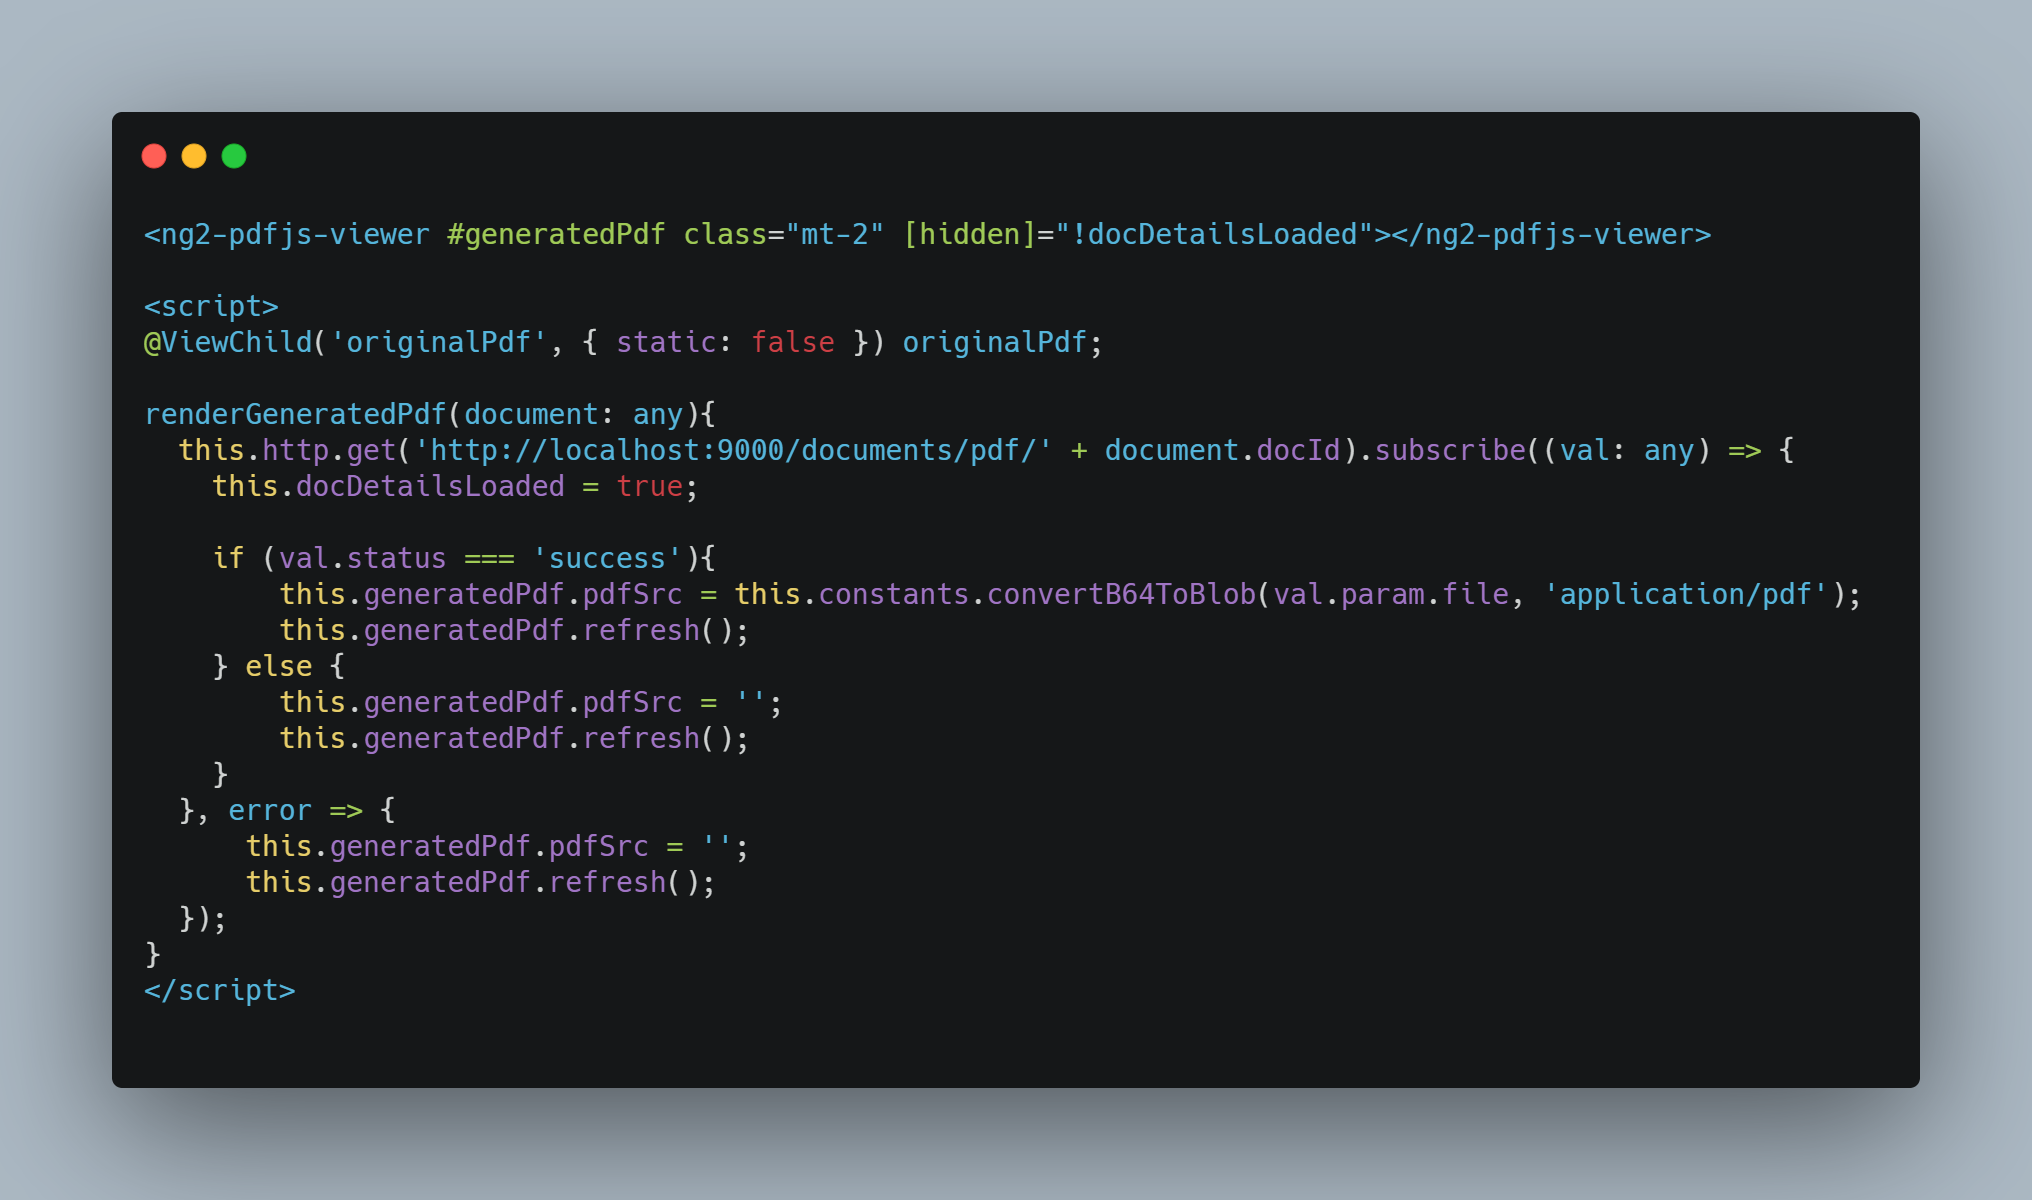 <ng2-pdfjs-viewer #generatedPdf class="mt-2" [hidden]="!docDetailsLoaded"></ng2-pdfjs-viewer>

<script>
@ViewChild('originalPdf', { static: false }) originalPdf;

renderGeneratedPdf(document: any){
  this.http.get('http://localhost:9000/documents/pdf/' + document.docId).subscribe((val: any) => {
    this.docDetailsLoaded = true;

    if (val.status === 'success'){
        this.generatedPdf.pdfSrc = this.constants.convertB64ToBlob(val.param.file, 'application/pdf');
        this.generatedPdf.refresh();
    } else {
        this.generatedPdf.pdfSrc = '';
        this.generatedPdf.refresh();
    }
  }, error => {
      this.generatedPdf.pdfSrc = '';
      this.generatedPdf.refresh();
  });
}
</script>